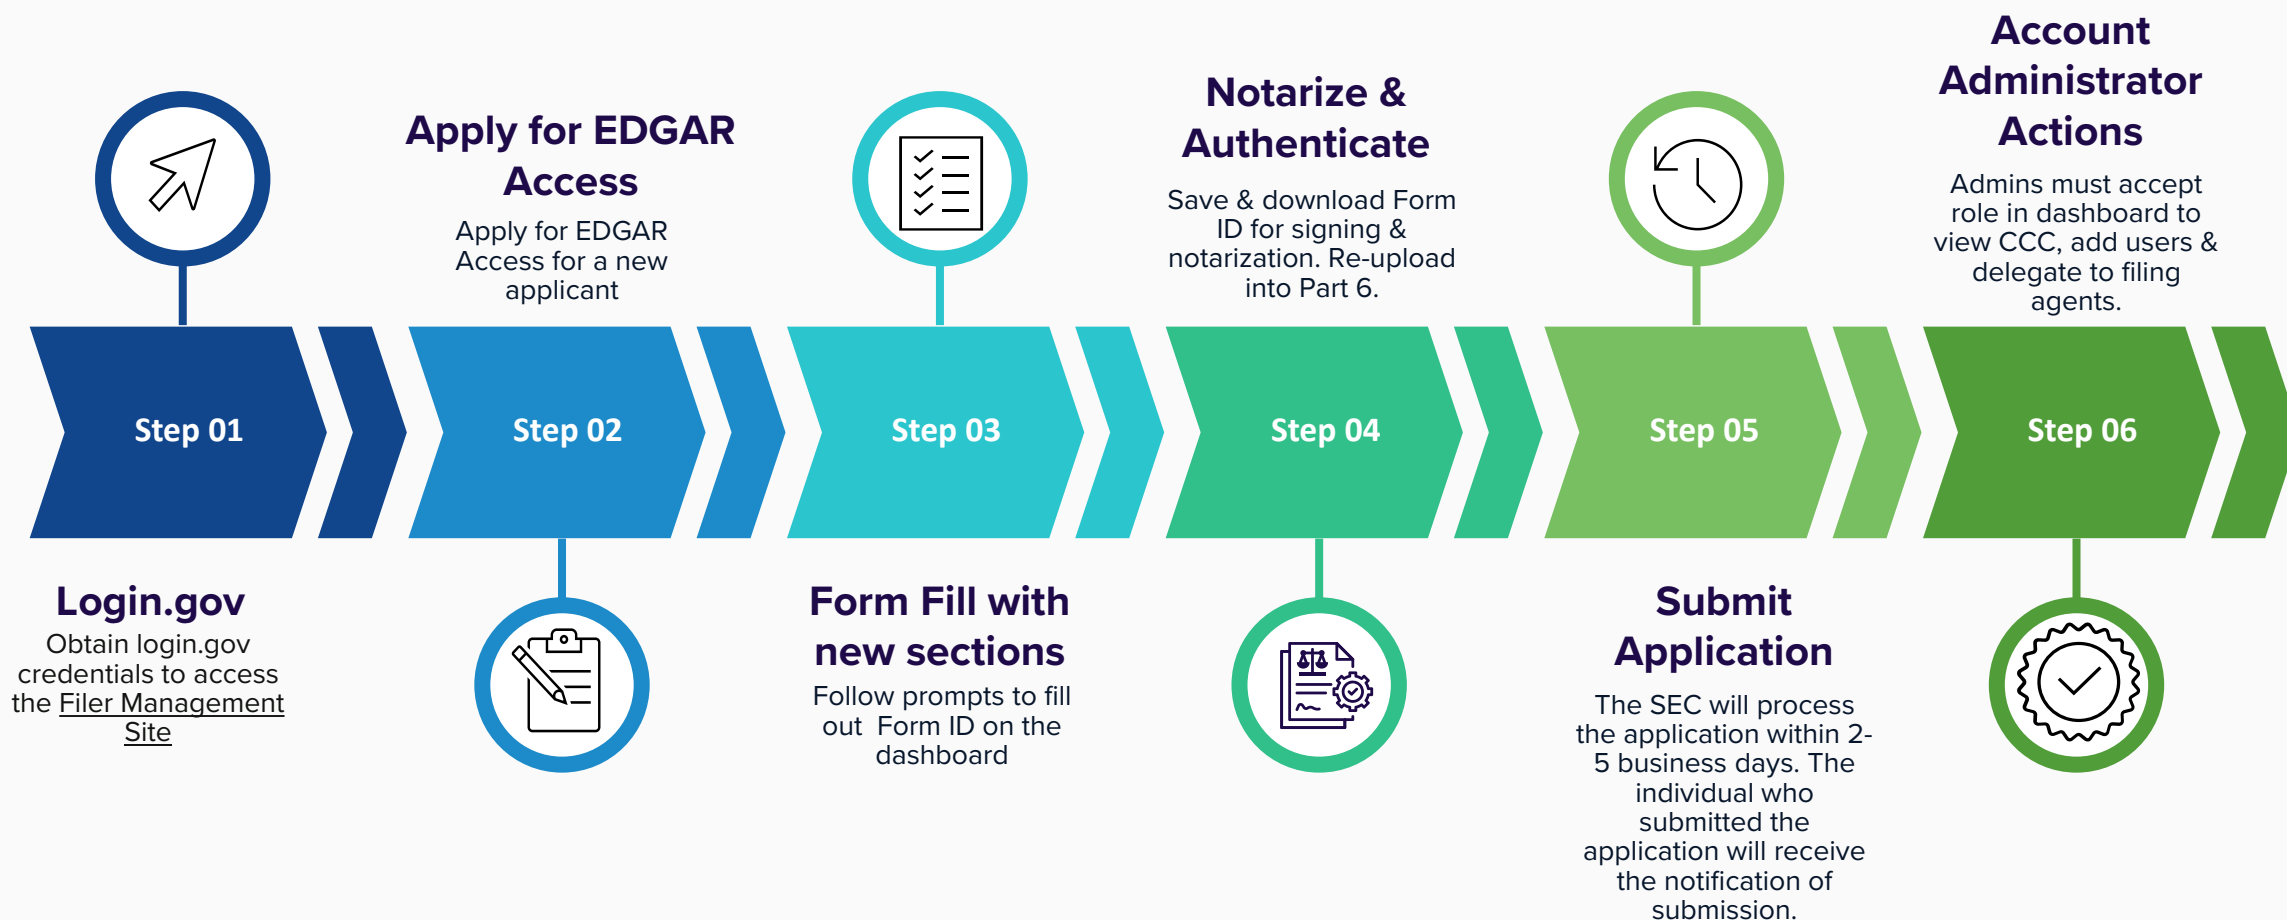 Step 01
Login.gov
Obtain login.gov
credentials to access
the Filer Management
Site
Apply for EDGAR
Access
Apply for EDGAR
Access for a new
applicant
Step 02
Step 03
Form Fill with
new sections
Follow prompts to fill
out  Form ID on the
dashboard
Notarize &
Authenticate
Save & download Form
ID for signing &
notarization. Re-upload
into Part 6.
Step 04
Step 05
Submit
Application
The SEC will process
the application within 2-
5 business days. The
individual who
submitted the
application will receive
the notification of
submission.
Account
Administrator
Actions
Admins must accept
role in dashboard to
view CCC, add users &
delegate to filing
agents.
Step 06